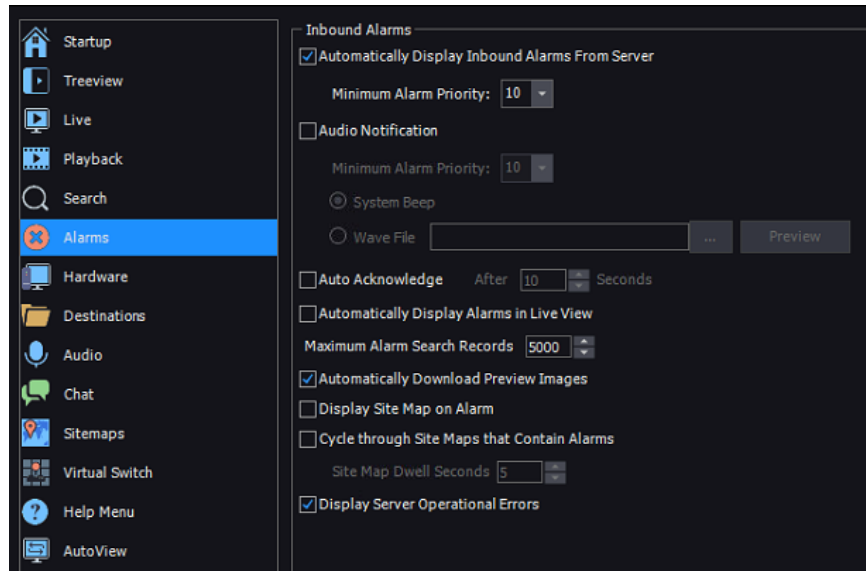 Startup
Treeview
Live
Playback
Search
Alarms
Hardware
Destinations
Audio
Chat
Sitemaps
Virtual Switch
Help Menu
AutoView
Inbound Alarms
Automatically Display Inbound Alarms From Server
Minimum Alarm Priority: 10
Audio Notification
Minimum Alarm Priority: 10
System Beep
Wave File ... Preview
Auto Acknowledge After 10 Seconds
Automatically Display Alarms in Live View
Maximum Alarm Search Records 5000
Automatically Download Preview Images
Display Site Map on Alarm
Cycle through Site Maps that Contain Alarms
Site Map Dwell Seconds 5
Display Server Operational Errors